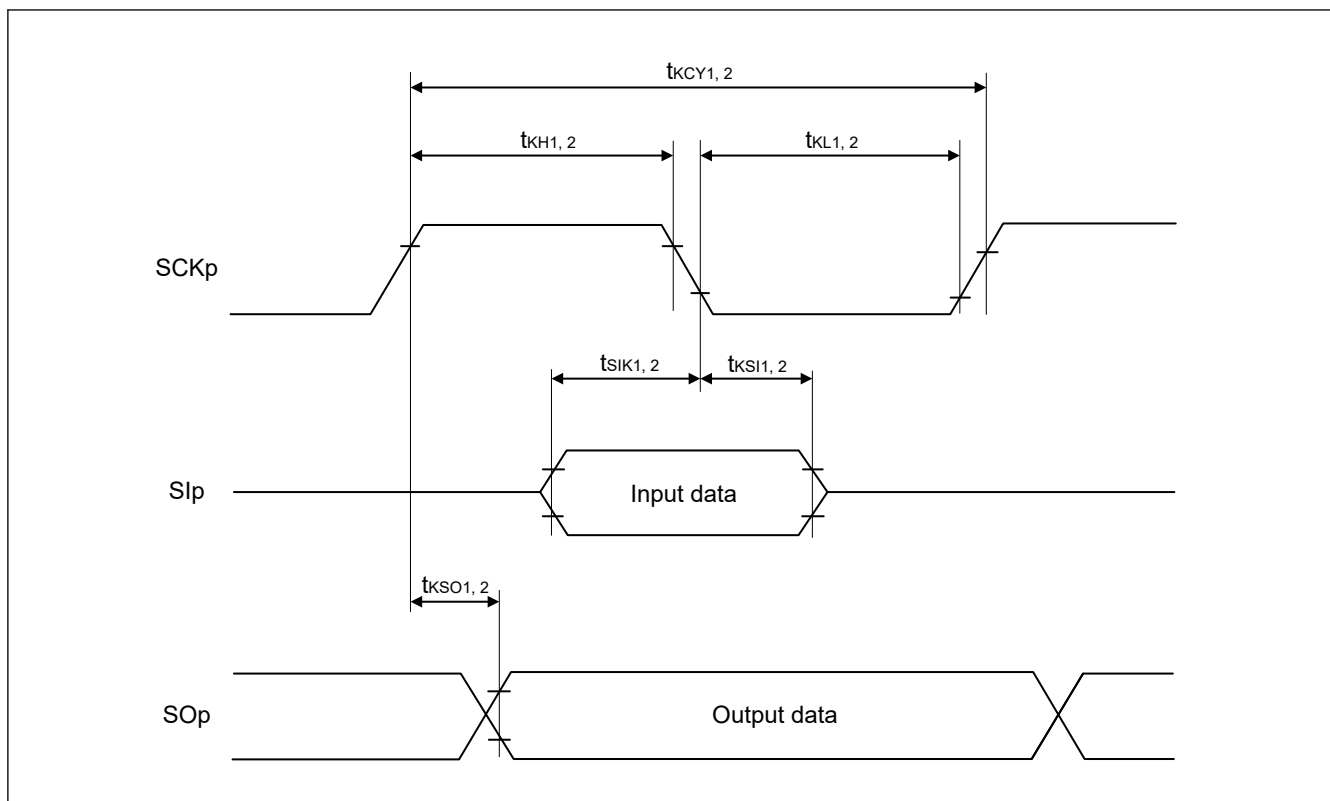 tKCY1, 2
tKH1, 2
tKL1, 2
SCKp
tSIK1, 2
tKSI1, 2
SIp
Input data
tKSO1, 2
SOp
Output data